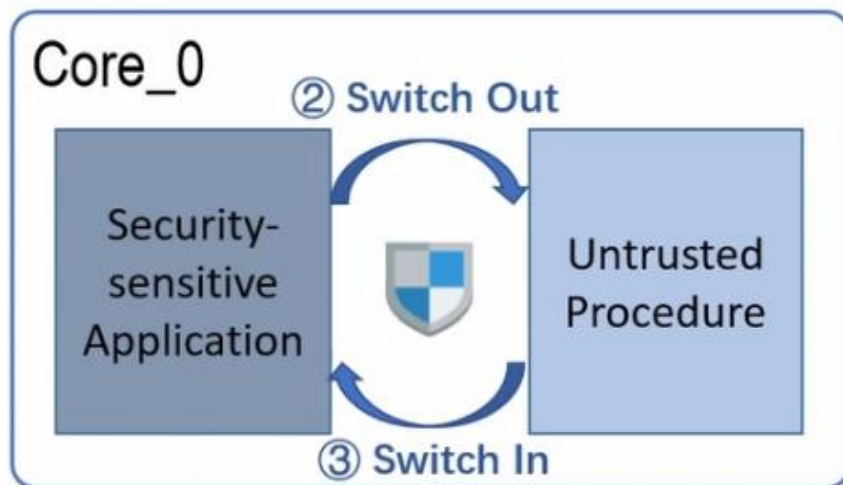 Core_0
② Switch Out
Security-
sensitive
Application
Untrusted
Procedure
③ Switch In